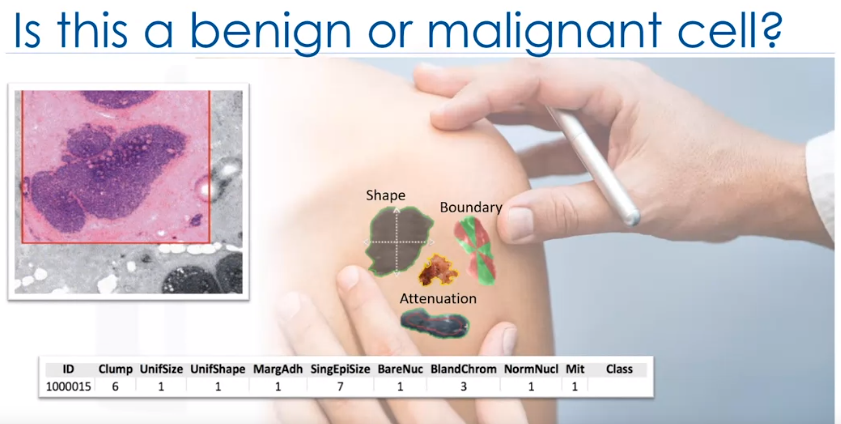 Is this a benign or malignant cell?
Shape
Boundary
Attenuation
ID Clump UnifSize UnifShape MargAdh SingEpiSize BareNuc BlandChrom NormNucl Mit Class
1000015 6 1 1 1 7 1 3 1 1